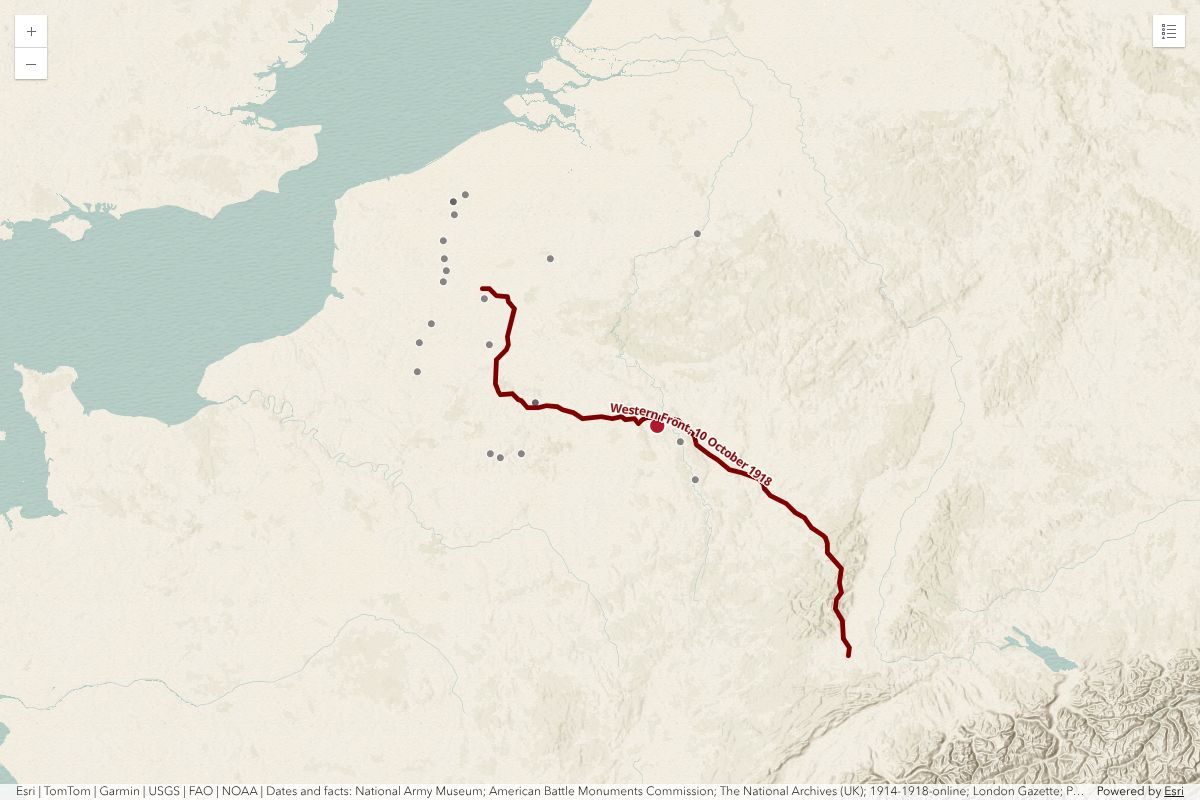 +
−
Western Front, 10 October 1918
Esri | TomTom | Garmin | USGS | FAO | NOAA | Dates and facts: National Army Museum; American Battle Monuments Commission; The National Archives (UK); 1914-1918-online; London Gazette; P... Powered by Esri